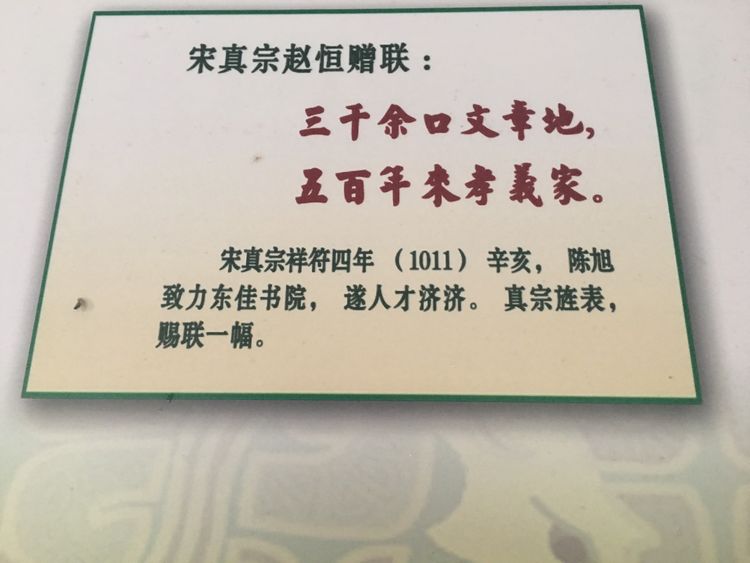 宋真宗赵恒赠联：
三千余口文章地，
五百年来孝義家。
宋真宗祥符四年（1011）辛亥，陈旭
致力东佳书院，遂人才济济。真宗旌表，
赐联一幅。